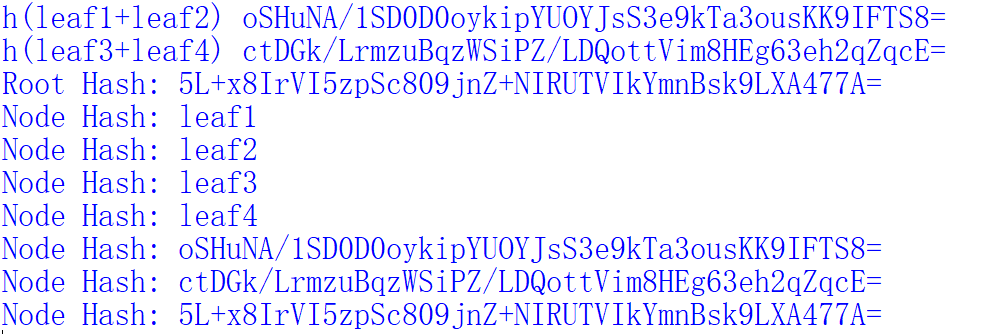 h(leaf1+leaf2) oSHuNA/1SD0D0oykipYUOYJsS3e9kTa3ousKK9IFTS8=
h(leaf3+leaf4) ctDGk/LrmzuBqzWSiPZ/LDQottVim8HEg63eh2qZqcE=
Root Hash: 5L+x8IrVI5zpSc809jnZ+NIRUTVIkYmnBsk9LXA477A=
Node Hash: leaf1
Node Hash: leaf2
Node Hash: leaf3
Node Hash: leaf4
Node Hash: oSHuNA/1SD0D0oykipYUOYJsS3e9kTa3ousKK9IFTS8=
Node Hash: ctDGk/LrmzuBqzWSiPZ/LDQottVim8HEg63eh2qZqcE=
Node Hash: 5L+x8IrVI5zpSc809jnZ+NIRUTVIkYmnBsk9LXA477A=